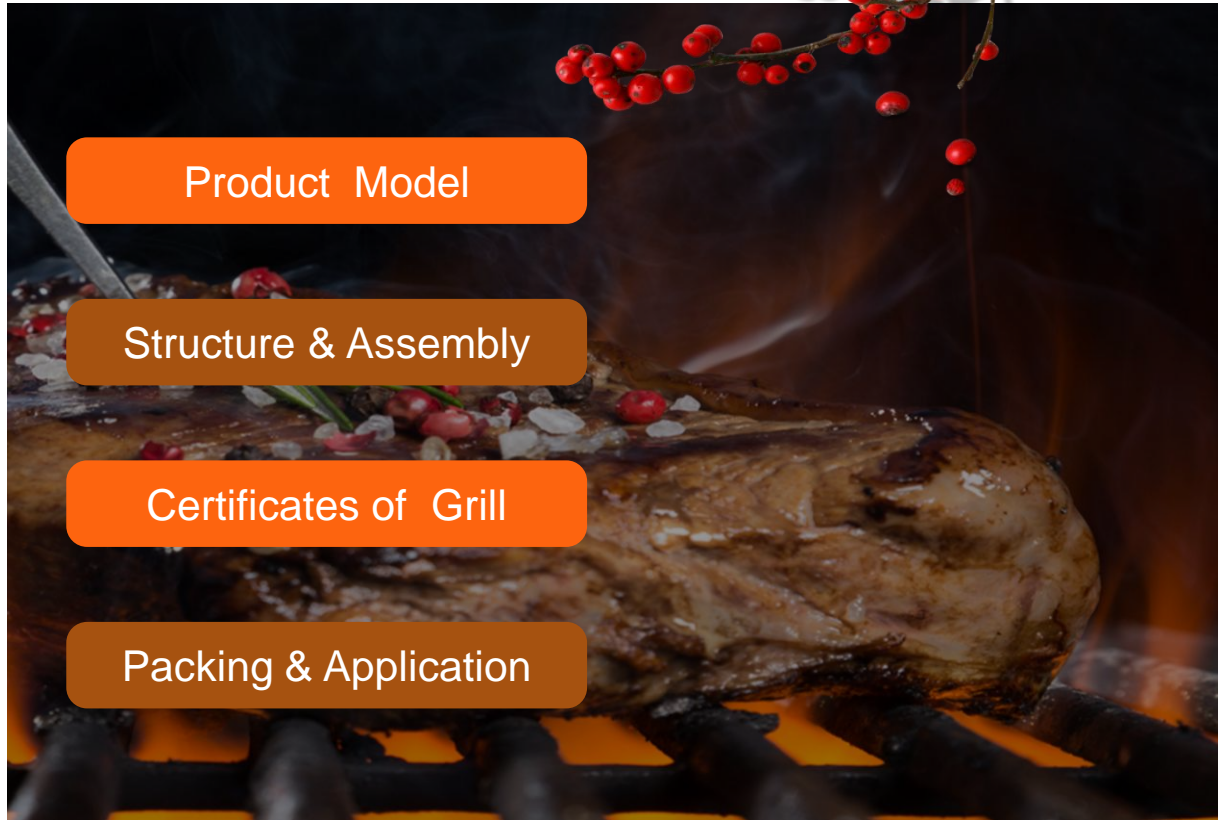 Product  Model
Structure & Assembly
Certificates of  Grill
Packing & Application